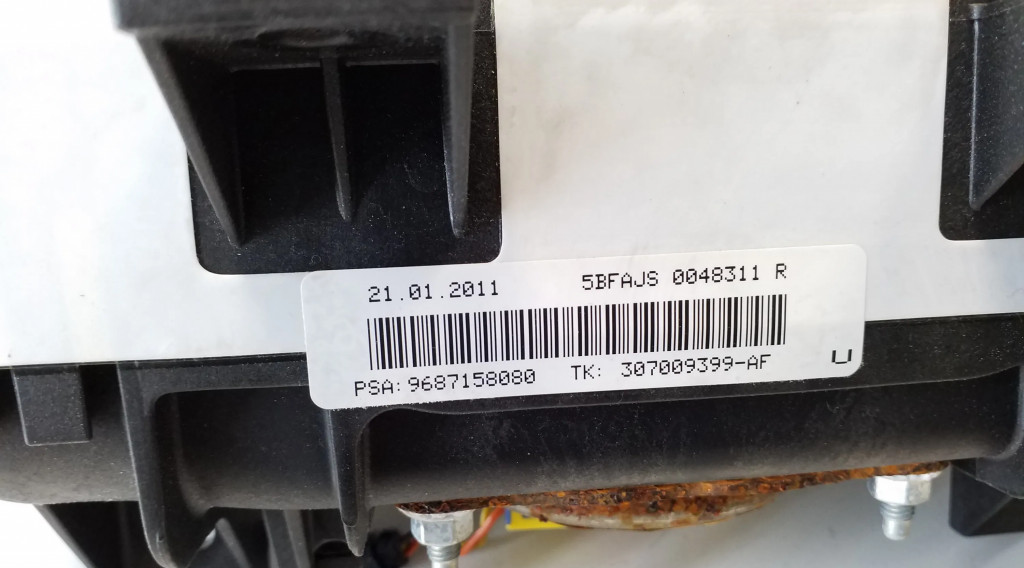 21.01.2011 5BFAJS 0048311 R
PSA:9687158080 TK: 307009399-AF